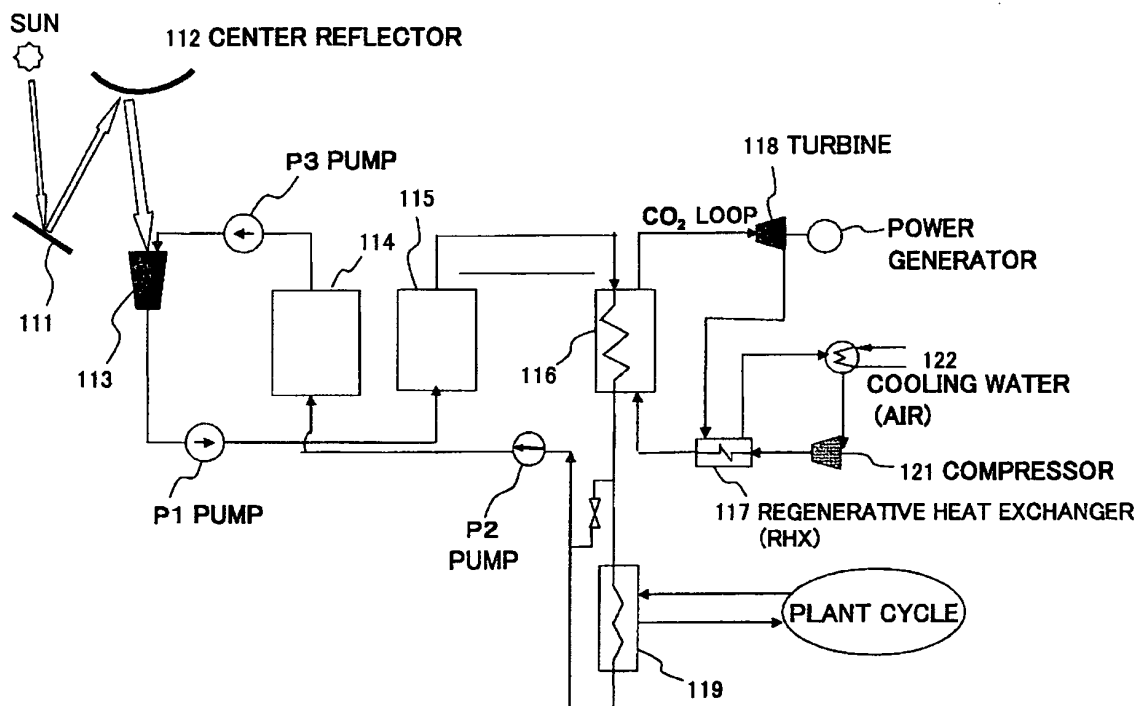 SUN
112 CENTER REFLECTOR
P3 PUMP
118 TURBINE
115
114
CO₂ LOOP
POWER
GENERATOR
111
113
116
122
COOLING WATER
(AIR)
121 COMPRESSOR
P1 PUMP
P2
PUMP
117 REGENERATIVE HEAT EXCHANGER
(RHX)
PLANT CYCLE
119